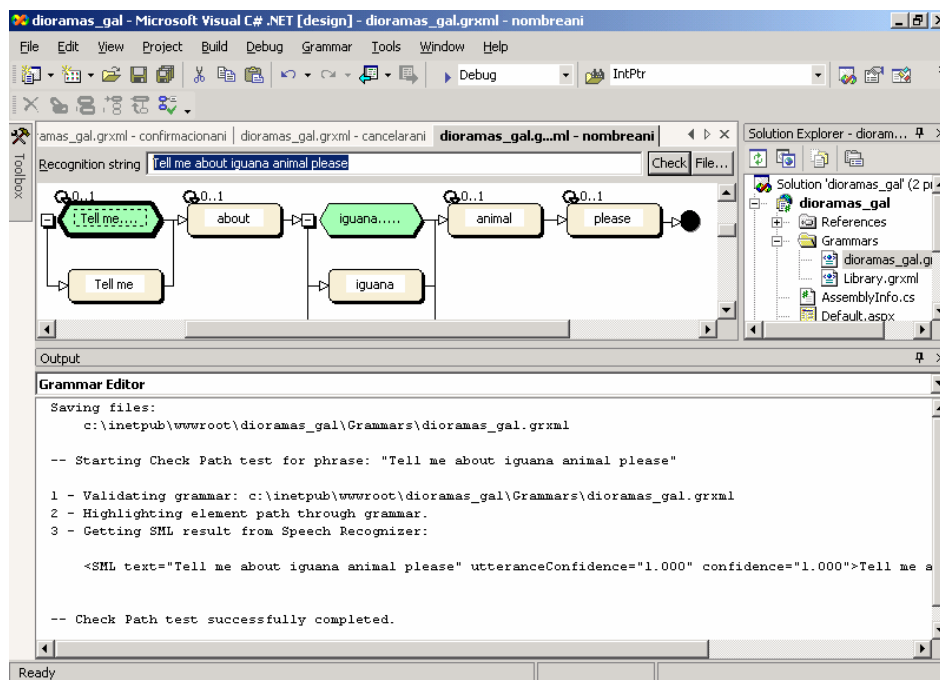 dioramas_gal - Microsoft Visual C# .NET [design] - dioramas_gal.grxml - nombreani
File Edit View Project Build Debug Grammar Tools Window Help
Debug IntPtr
Toolbox
amas_gal.grxml - confirmacionani dioramas_gal.grxml - cancelarani dioramas_gal.g...ml - nombreani
Recognition string Tell me about iguana animal please Check File...
0..1 0..1 0..1 0..1
Tell me.... about iguana..... animal please
Tell me iguana
Solution Explorer - dioram...
Solution 'dioramas_gal' (2 pr
dioramas_gal
References
Grammars
dioramas_gal.gr
Library.grxml
AssemblyInfo.cs
Default.aspx
Output
Grammar Editor
Saving files:
c:\inetpub\wwwroot\dioramas_gal\Grammars\dioramas_gal.grxml
-- Starting Check Path test for phrase: "Tell me about iguana animal please"
1 - Validating grammar: c:\inetpub\wwwroot\dioramas_gal\Grammars\dioramas_gal.grxml
2 - Highlighting element path through grammar.
3 - Getting SML result from Speech Recognizer:
<SML text="Tell me about iguana animal please" utteranceConfidence="1.000" confidence="1.000">Tell me a
-- Check Path test successfully completed.
Ready